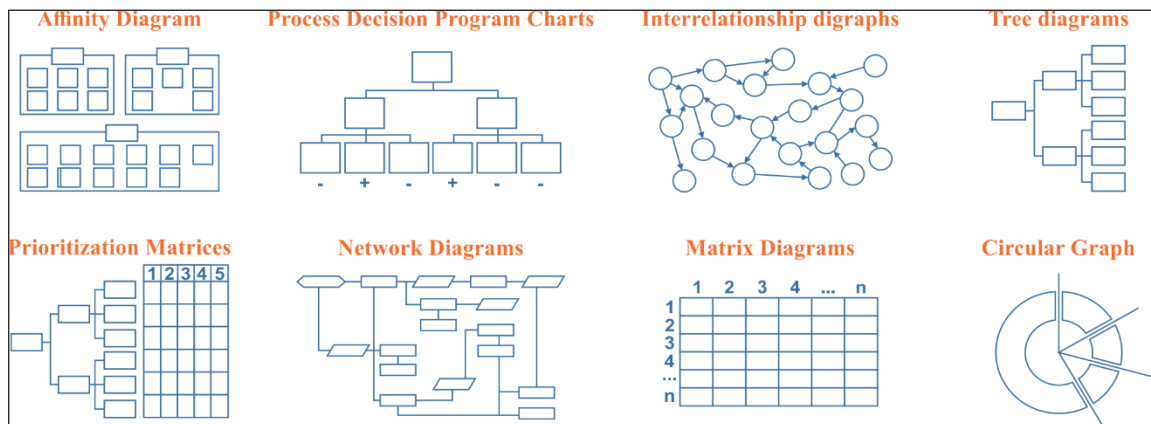 Affinity Diagram
Process Decision Program Charts
Interrelationship digraphs
Tree diagrams
- + - + - -
Prioritization Matrices
Network Diagrams
Matrix Diagrams
Circular Graph
1 2 3 4 5
1 2 3 4 ... n
1
2
3
4
...
n